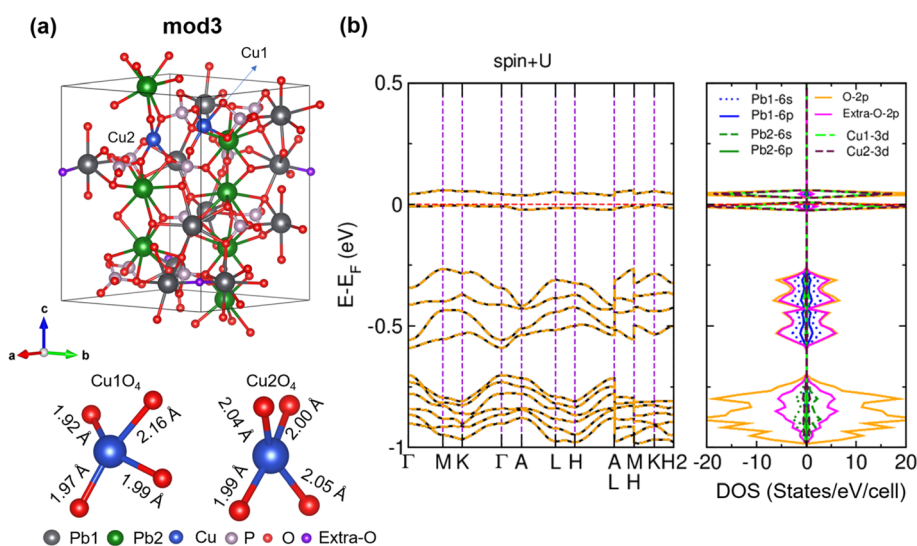 (a)
mod3
Cu1
Cu2
c
a
b
Cu1O4
1.92 Å
2.16 Å
1.97 Å
1.99 Å
Cu2O4
2.04 Å
2.00 Å
1.99 Å
2.05 Å
Pb1 Pb2 Cu P O Extra-O
(b)
spin+U
E-EF (eV)
0.5
0
-0.5
-1
Γ M K Γ A L H A M K H2
L H
Pb1-6s
Pb1-6p
Pb2-6s
Pb2-6p
O-2p
Extra-O-2p
Cu1-3d
Cu2-3d
-20 -10 0 10 20
DOS (States/eV/cell)